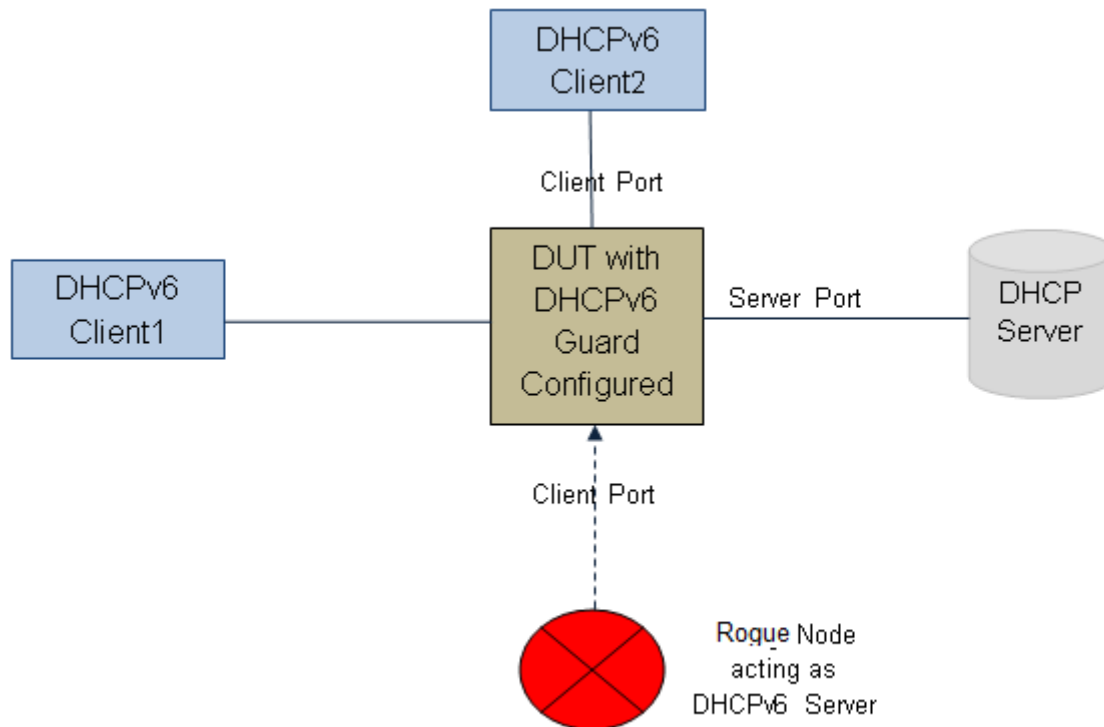 DHCPv6
Client2
Client Port
DHCPv6
Client1
DUT with
DHCPv6
Guard
Configured
Server Port
DHCP
Server
Client Port
Rogue Node
acting as
DHCPv6 Server